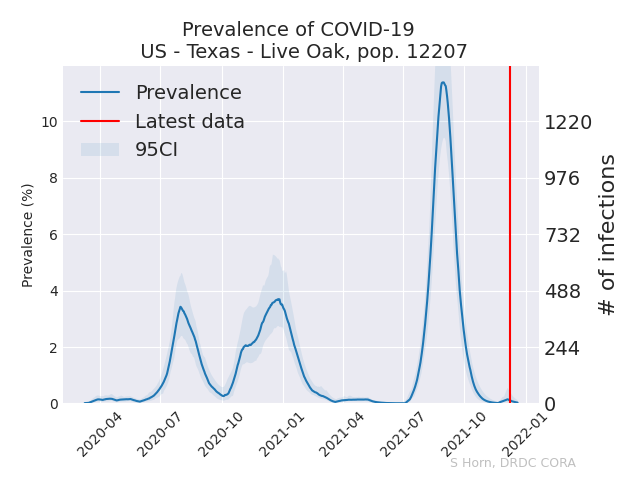 Prevalence of COVID-19
US - Texas - Live Oak, pop. 12207
Prevalence
Latest data
95CI
Prevalence (%)
10
8
6
4
2
0
1220
976
732
488
244
0
# of infections
2020-04
2020-07
2020-10
2021-01
2021-04
2021-07
2021-10
2022-01
S Horn, DRDC CORA